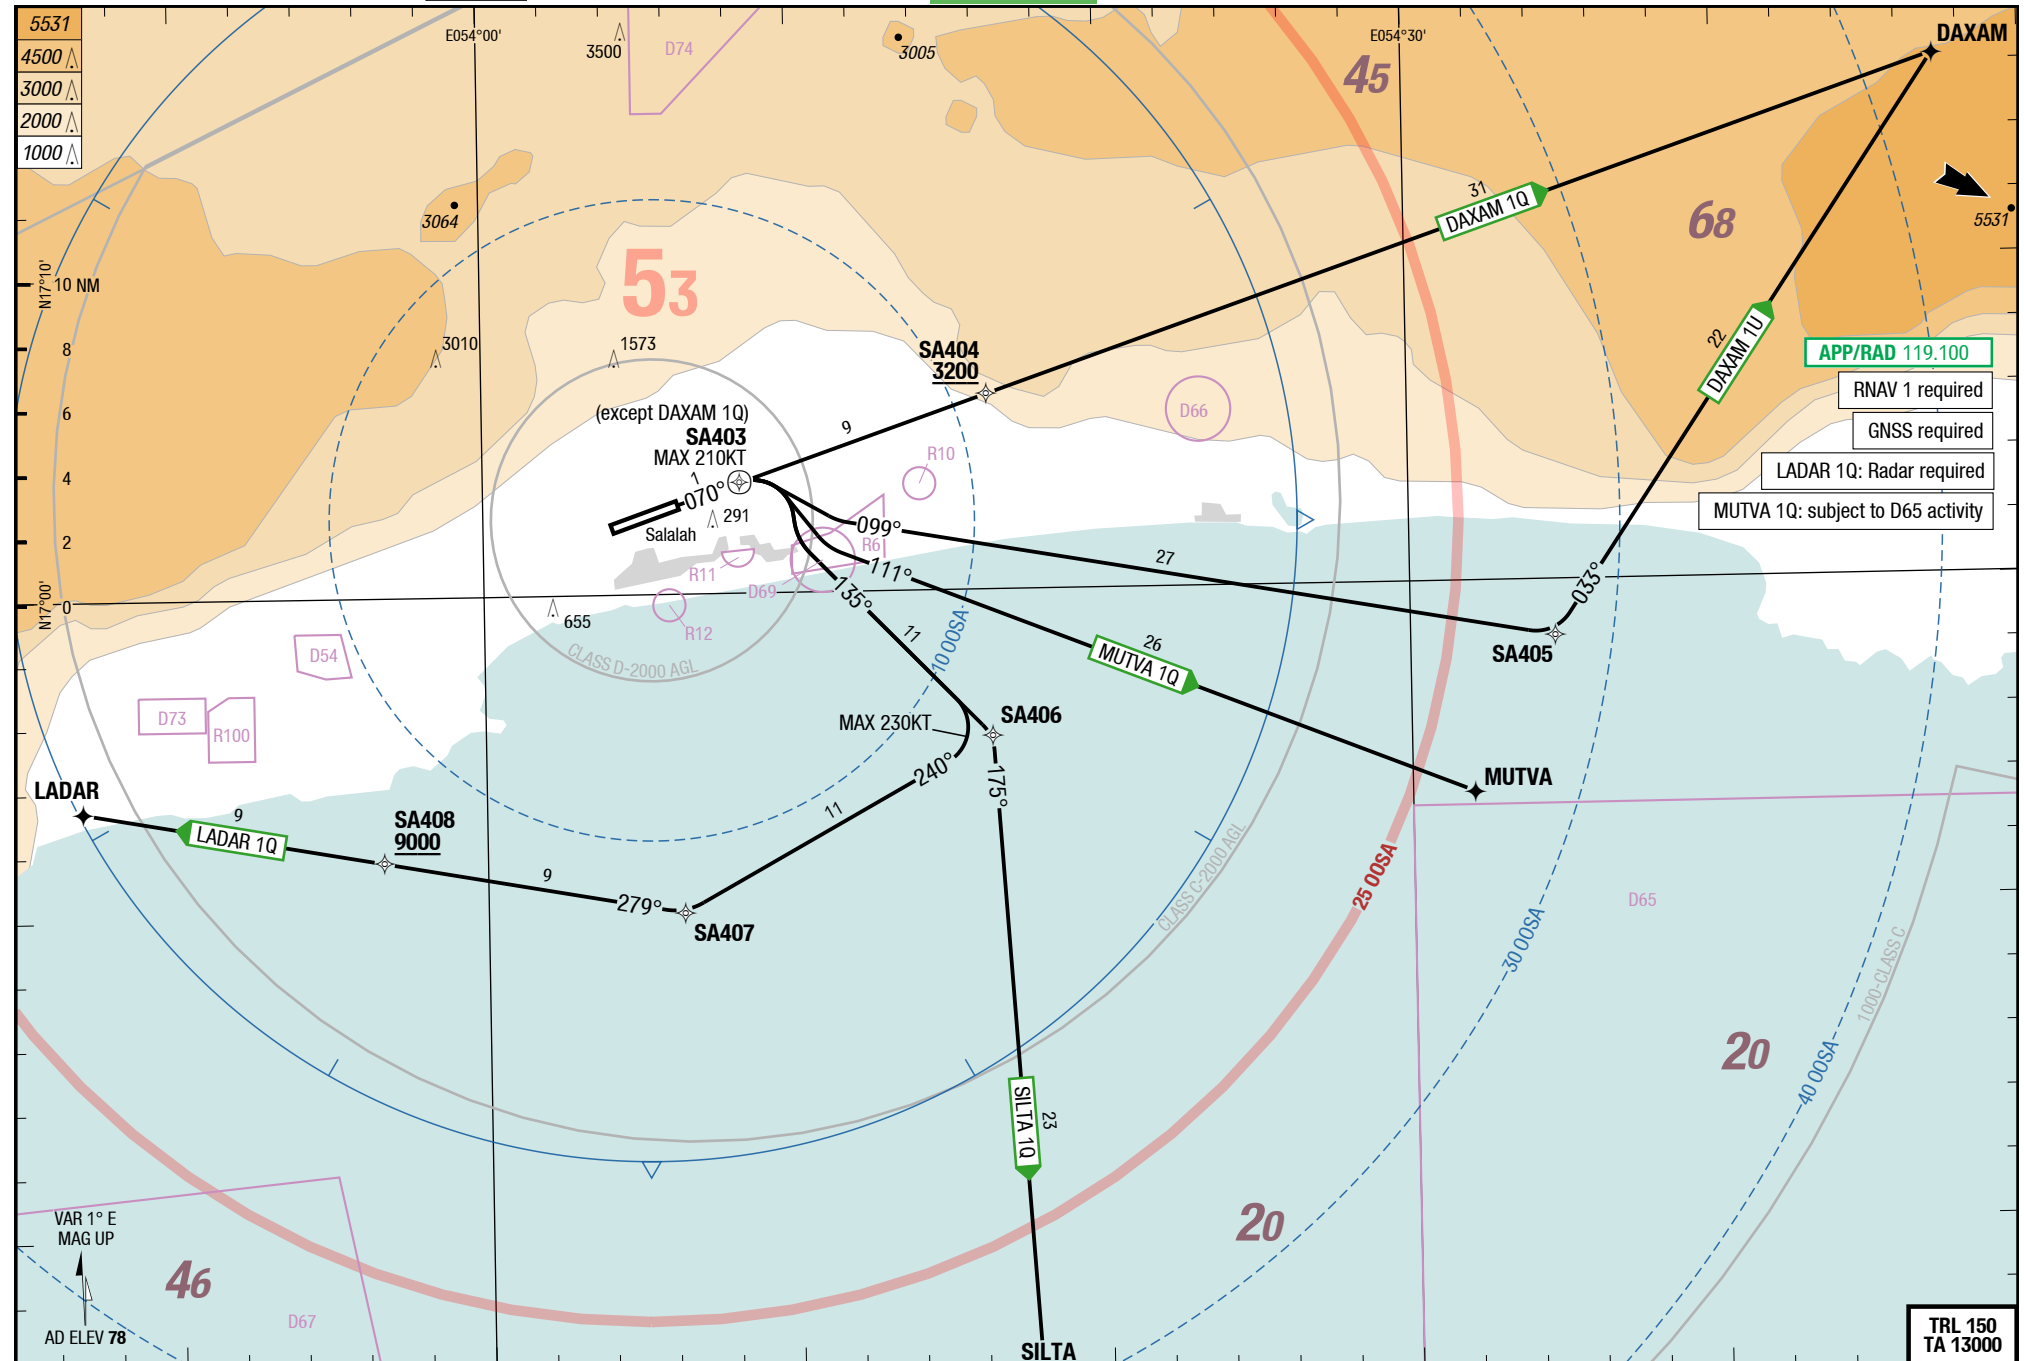 5531
4500
3000
2000
1000
E054°00'
3500
D74
3005
E054°30'
45
DAXAM
3064
31
DAXAM 1Q
68
5531
N17°10'
10 NM
8
6
4
2
0
N17°00'
53
3010
1573
SA404
3200
22
DAXAM 1U
APP/RAD 119.100
RNAV 1 required
GNSS required
LADAR 1Q: Radar required
MUTVA 1Q: subject to D65 activity
(except DAXAM 1Q)
SA403
MAX 210KT
1
070°
9
D66
R10
291
Salalah
R6
R11
D69
099°
27
111°
135°
033°
655
R12
CLASS D-2000 AGL
11
10 OOSA
26
MUTVA 1Q
SA405
D54
D73
R100
MAX 230KT
SA406
240°
175°
MUTVA
LADAR
9
LADAR 1Q
SA408
9000
11
9
279°
SA407
CLASS C-2000 AGL
25 OOSA
D65
30 OOSA
1000-CLASS C
40 OOSA
20
SILTA 1Q
23
20
VAR 1° E
MAG UP
46
D67
AD ELEV 78
SILTA
TRL 150
TA 13000